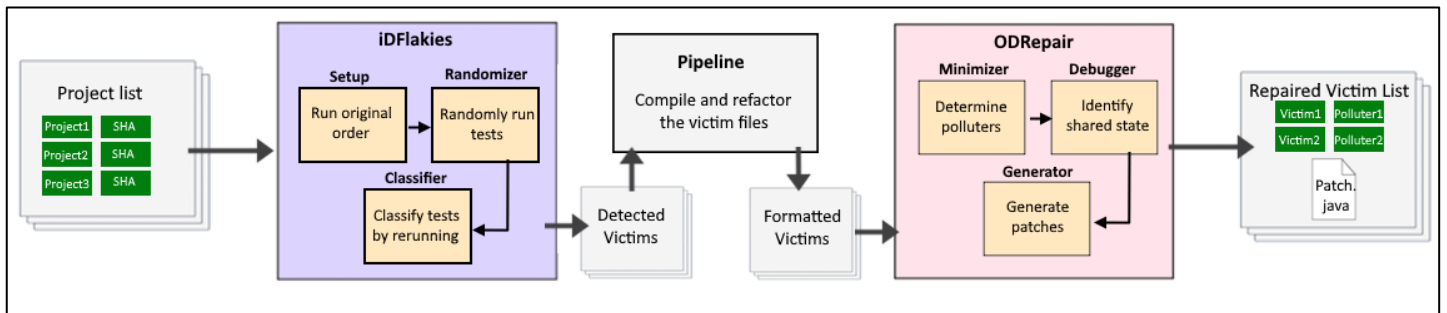 Project list
Project1 SHA
Project2 SHA
Project3 SHA
iDFlakies
Setup
Run original
order
Randomizer
Randomly run
tests
Classifier
Classify tests
by rerunning
Detected
Victims
Pipeline
Compile and refactor
the victim files
Formatted
Victims
ODRepair
Minimizer
Determine
polluters
Debugger
Identify
shared state
Generator
Generate
patches
Repaired Victim List
Victim1 Polluter1
Victim2 Polluter2
Patch.
java